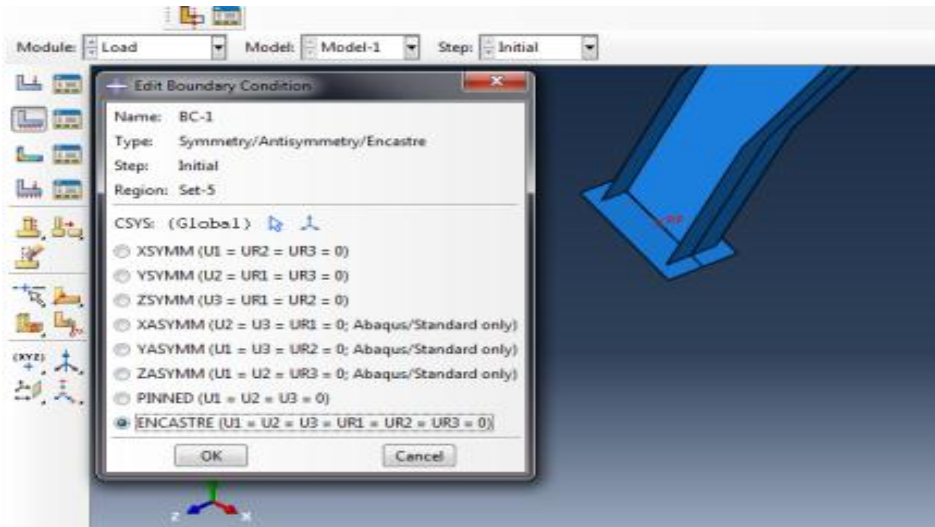 Module: Load Model: Model-1 Step: Initial
Edit Boundary Condition
Name: BC-1
Type: Symmetry/Antisymmetry/Encastre
Step: Initial
Region: Set-5
CSYS: (Global)
XSYMM (U1 = UR2 = UR3 = 0)
YSYMM (U2 = UR1 = UR3 = 0)
ZSYMM (U3 = UR1 = UR2 = 0)
XASYMM (U2 = U3 = UR1 = 0; Abaqus/Standard only)
YASYMM (U1 = U3 = UR2 = 0; Abaqus/Standard only)
ZASYMM (U1 = U2 = UR3 = 0; Abaqus/Standard only)
PINNED (U1 = U2 = U3 = 0)
ENCASTRE (U1 = U2 = U3 = UR1 = UR2 = UR3 = 0)
OK Cancel
(XYZ)
z x